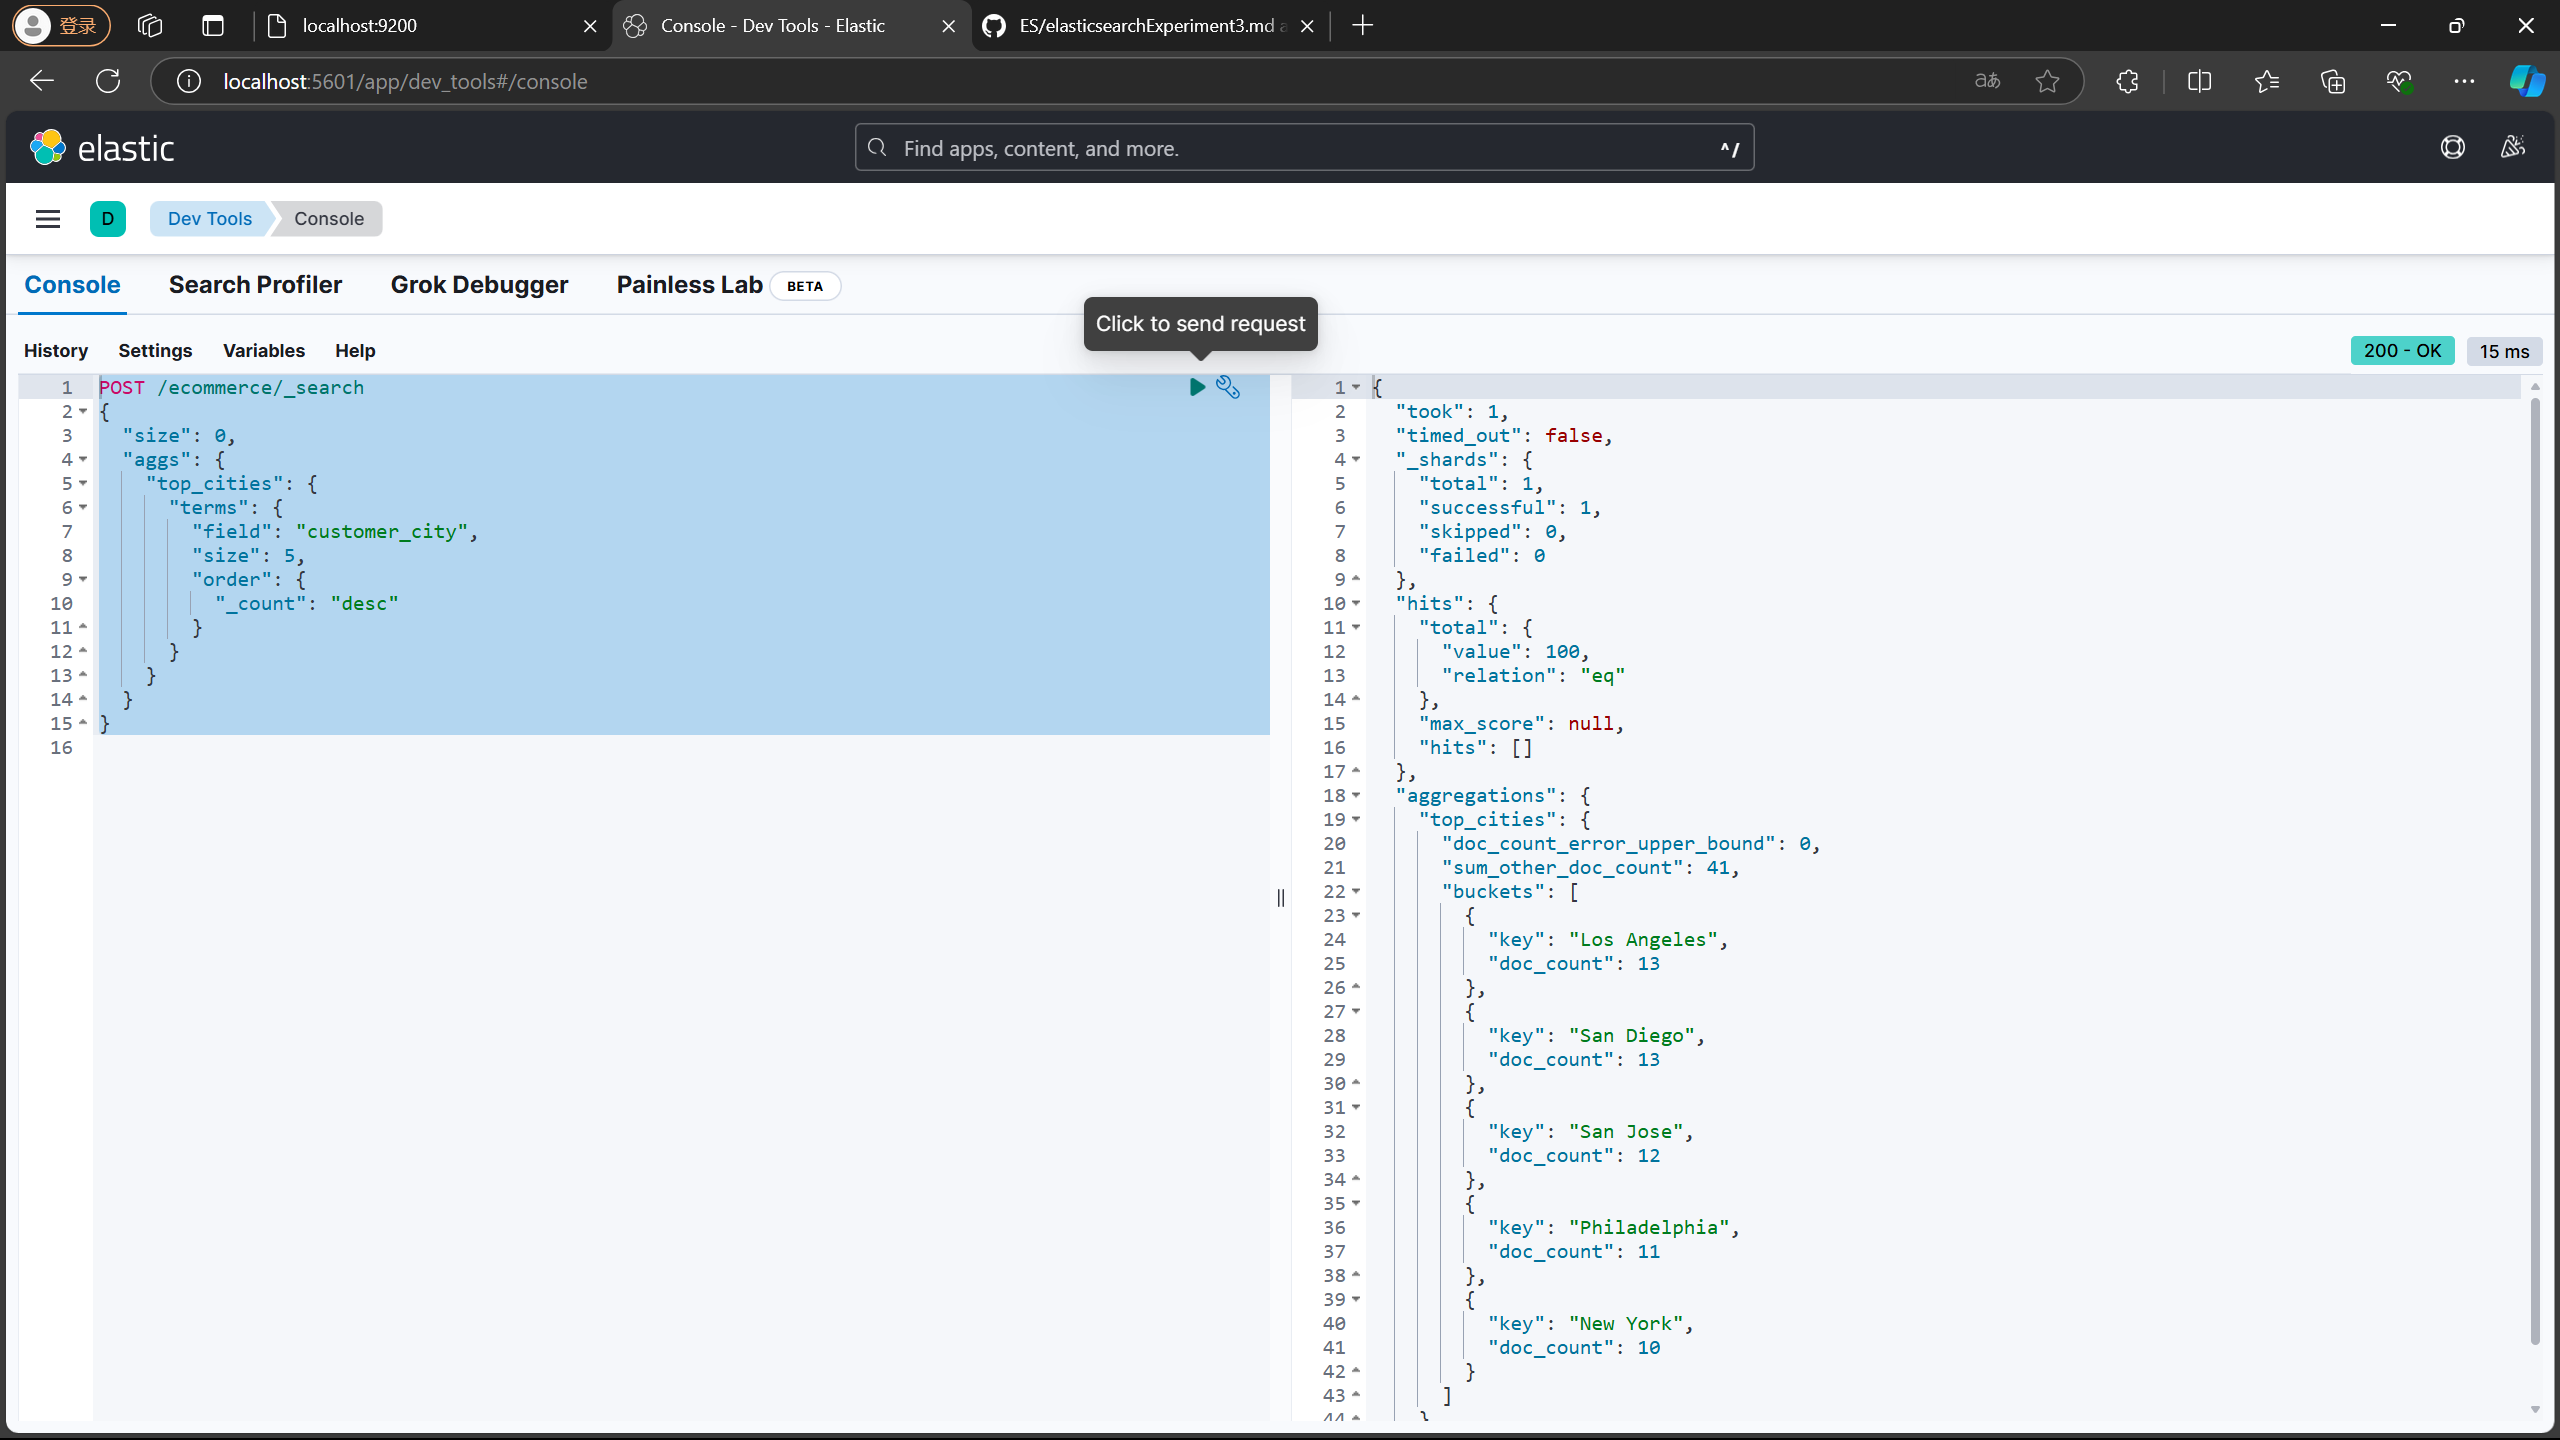 登录
localhost:9200
Console - Dev Tools - Elastic
ES/elasticsearchExperiment3.md a
localhost:5601/app/dev_tools#/console
aあ
elastic
Find apps, content, and more.
^/
D
Dev Tools
Console
Console
Search Profiler
Grok Debugger
Painless Lab
BETA
Click to send request
History
Settings
Variables
Help
200 - OK
15 ms
1 POST /ecommerce/_search
2 {
3 "size": 0,
4 "aggs": {
5 "top_cities": {
6 "terms": {
7 "field": "customer_city",
8 "size": 5,
9 "order": {
10 "_count": "desc"
11 }
12 }
13 }
14 }
15 }
16
1 {
2 "took": 1,
3 "timed_out": false,
4 "_shards": {
5 "total": 1,
6 "successful": 1,
7 "skipped": 0,
8 "failed": 0
9 },
10 "hits": {
11 "total": {
12 "value": 100,
13 "relation": "eq"
14 },
15 "max_score": null,
16 "hits": []
17 },
18 "aggregations": {
19 "top_cities": {
20 "doc_count_error_upper_bound": 0,
21 "sum_other_doc_count": 41,
22 "buckets": [
23 {
24 "key": "Los Angeles",
25 "doc_count": 13
26 },
27 {
28 "key": "San Diego",
29 "doc_count": 13
30 },
31 {
32 "key": "San Jose",
33 "doc_count": 12
34 },
35 {
36 "key": "Philadelphia",
37 "doc_count": 11
38 },
39 {
40 "key": "New York",
41 "doc_count": 10
42 }
43 ]
44 }